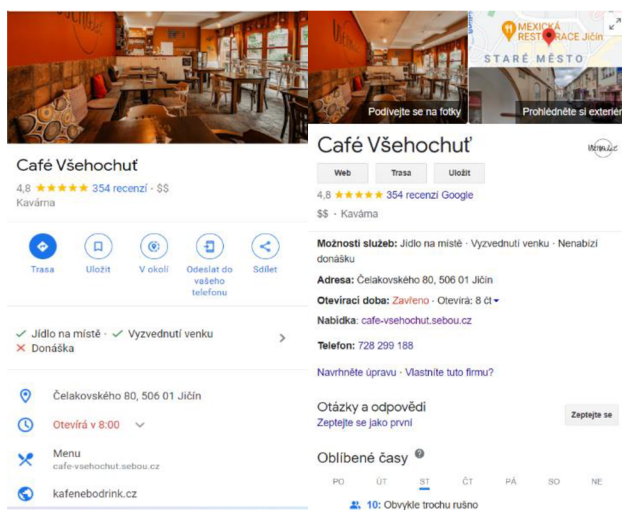 Café Všehochuť
4,8 ★★★★★ 354 recenzí · $$
Kavárna
Trasa
Uložit
V okolí
Odeslat do vašeho telefonu
Sdílet
✓ Jídlo na místě · ✓ Vyzvednutí venku
✕ Donáška
Čelakovského 80, 506 01 Jičín
Otevírá v 8:00
Menu
cafe-vsehochut.sebou.cz
kafenebodrink.cz
MEXICKÁ
RESTAURACE Jičín
STARÉ MĚSTO
Podívejte se na fotky
Prohlédněte si exteriér
Café Všehochuť
Web
Trasa
Uložit
4,8 ★★★★★ 354 recenzí Google
$$ · Kavárna
Možnosti služeb: Jídlo na místě · Vyzvednutí venku · Nenabízí
donášku
Adresa: Čelakovského 80, 506 01 Jičín
Otevírací doba: Zavřeno · Otevírá: 8 čt
Nabídka: cafe-vsehochut.sebou.cz
Telefon: 728 299 188
Navrhněte úpravu · Vlastníte tuto firmu?
Otázky a odpovědi
Zeptejte se jako první
Zeptejte se
Oblíbené časy
PO ÚT ST ČT PÁ SO NE
10: Obvykle trochu rušno